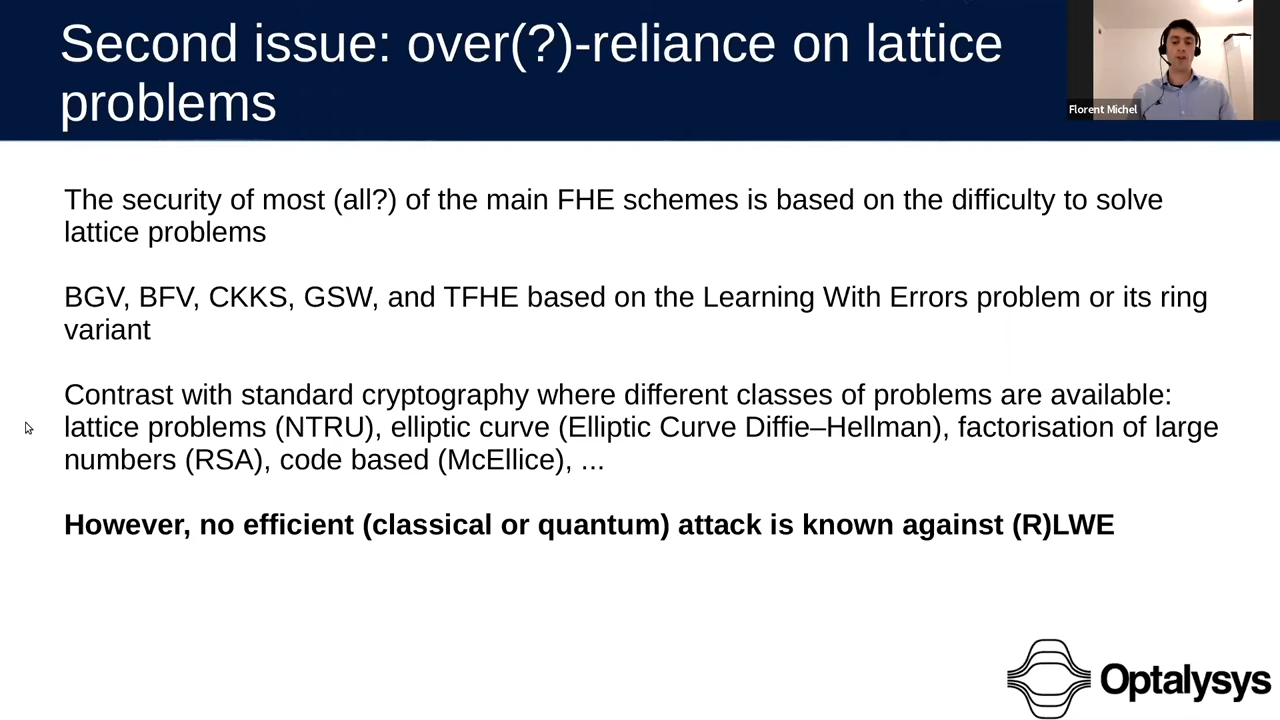 Second issue: over(?)-reliance on lattice
problems
Florent Michel
The security of most (all?) of the main FHE schemes is based on the difficulty to solve
lattice problems
BGV, BFV, CKKS, GSW, and TFHE based on the Learning With Errors problem or its ring
variant
Contrast with standard cryptography where different classes of problems are available:
lattice problems (NTRU), elliptic curve (Elliptic Curve Diffie–Hellman), factorisation of large
numbers (RSA), code based (McEllice), ...
However, no efficient (classical or quantum) attack is known against (R)LWE
Optalysys